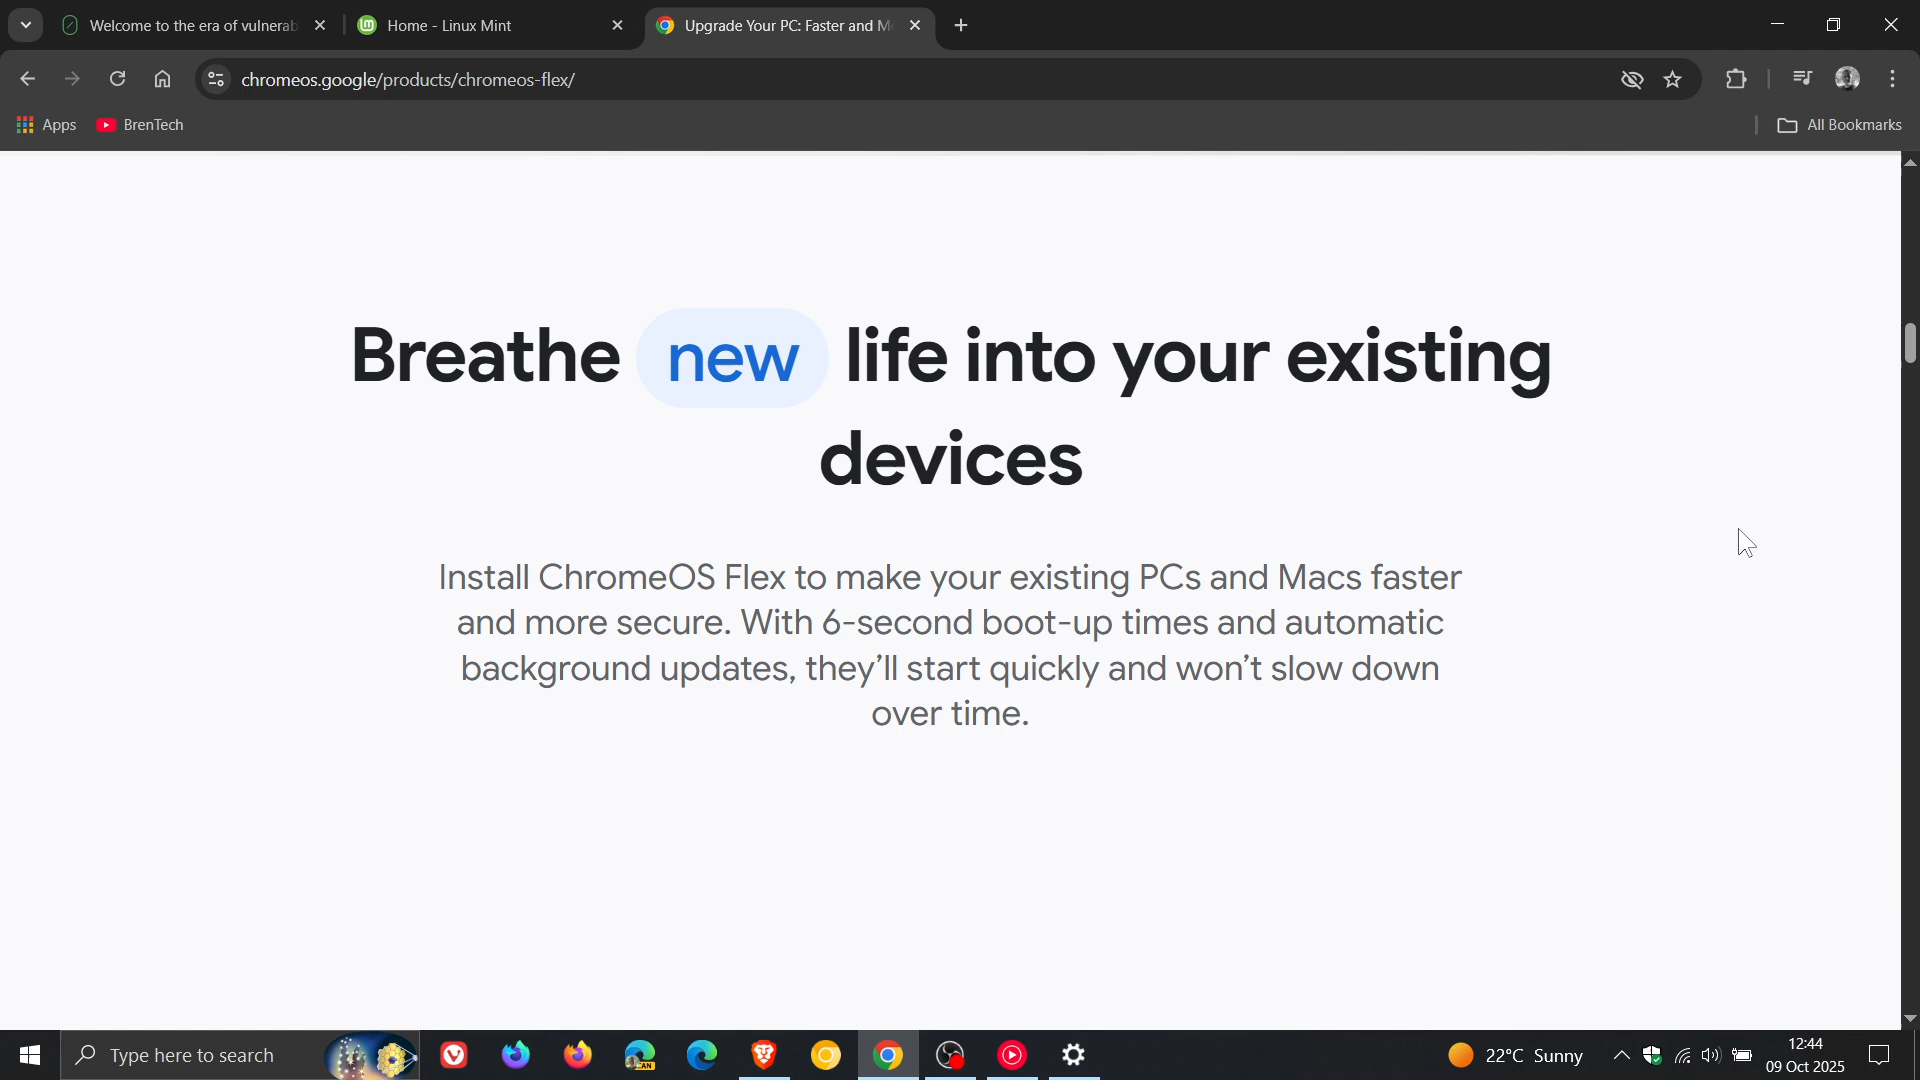 Welcome to the era of vulnerab
Home - Linux Mint
Upgrade Your PC: Faster and M
chromeos.google/products/chromeos-flex/
Apps
BrenTech
All Bookmarks
Breathe new life into your existing
devices
Install ChromeOS Flex to make your existing PCs and Macs faster
and more secure. With 6-second boot-up times and automatic
background updates, they’ll start quickly and won’t slow down
over time.
Type here to search
CAN
22°C Sunny
12:44
09 Oct 2025